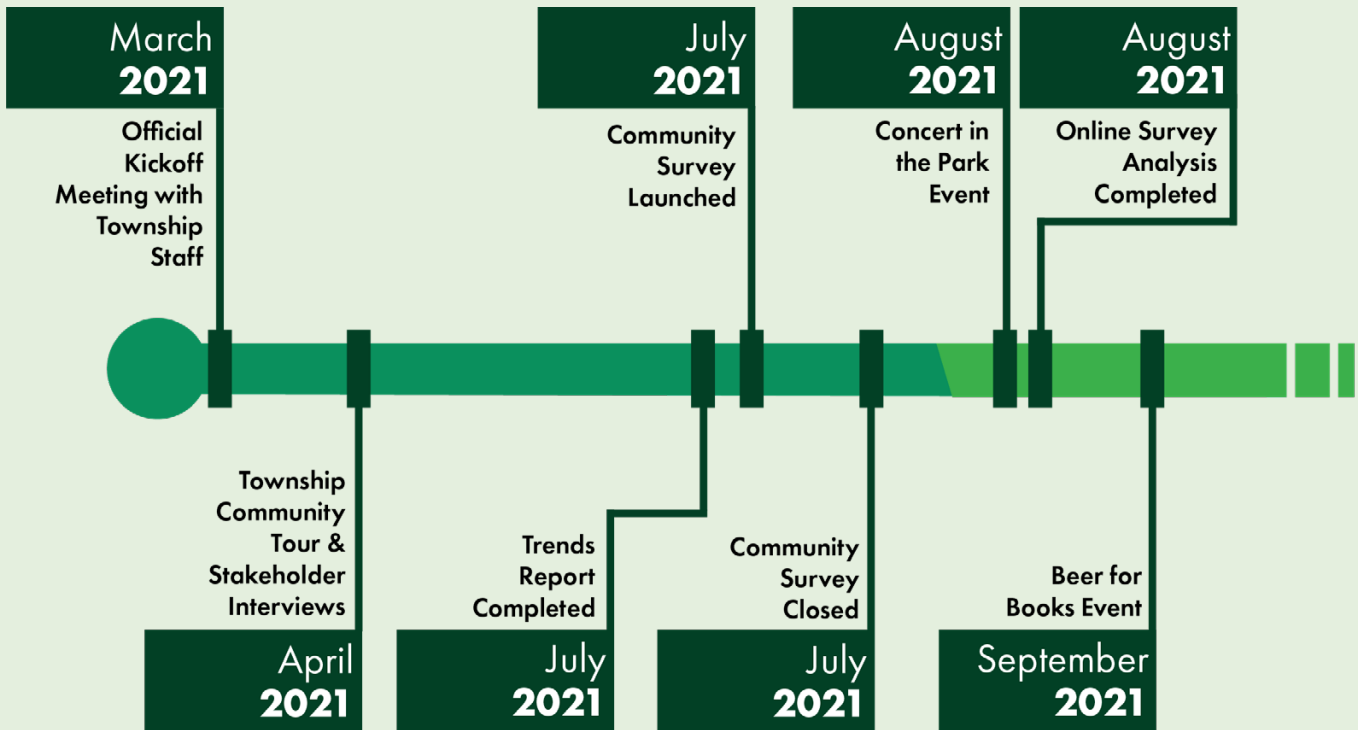 March
2021
Official
Kickoff
Meeting with
Township
Staff
July
2021
Community
Survey
Launched
August
2021
Concert in
the Park
Event
August
2021
Online Survey
Analysis
Completed
Township
Community
Tour &
Stakeholder
Interviews
April
2021
Trends
Report
Completed
July
2021
Community
Survey
Closed
July
2021
Beer for
Books Event
September
2021